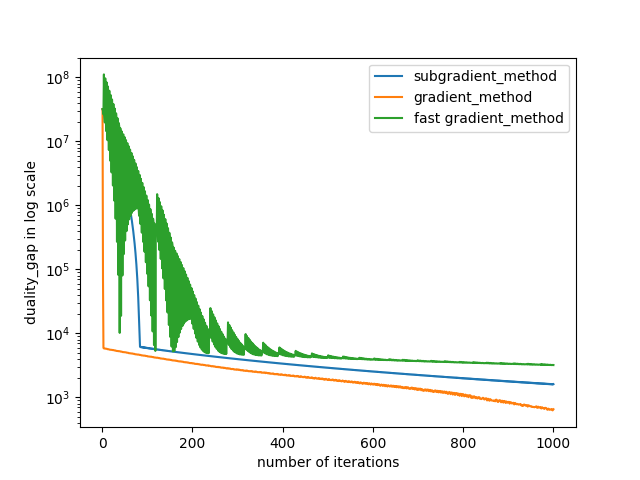 subgradient_method
gradient_method
fast gradient_method
duality_gap in log scale
10^8
10^7
10^6
10^5
10^4
10^3
0 200 400 600 800 1000
number of iterations